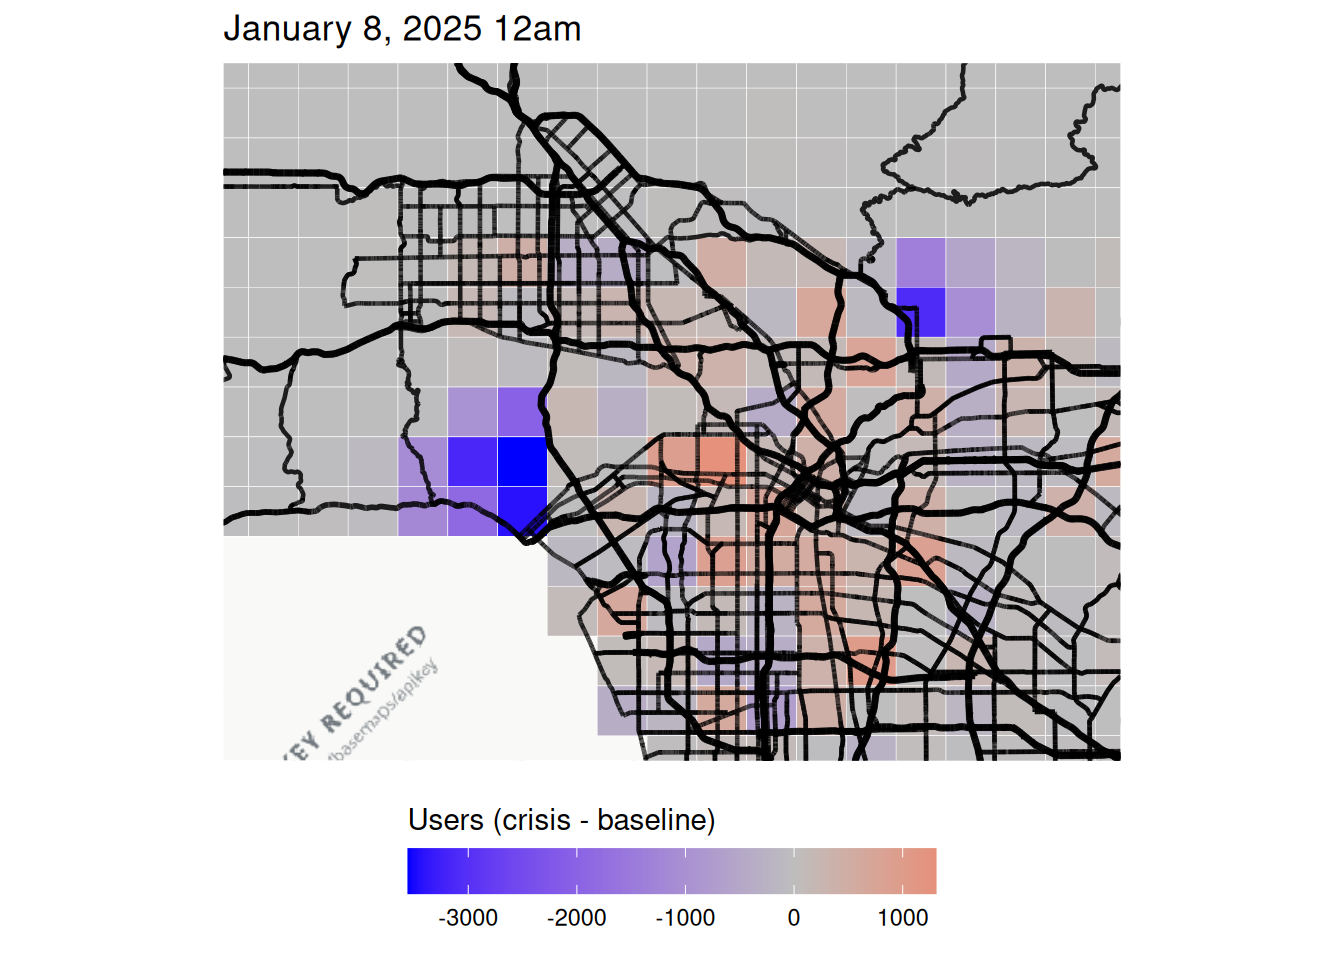 January 8, 2025 12am
KEY REQUIRED
/basemaps/apikey
Users (crisis - baseline)
-3000 -2000 -1000 0 1000